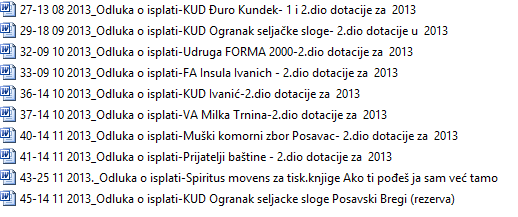 27-13 08 2013_Odluka o isplati-KUD Đuro Kundek- 1 i 2.dio dotacije za  2013
29-18 09 2013_Odluka o isplati-KUD Ogranak seljačke sloge- 2.dio dotacije u  2013
32-09 10 2013_Odluka o isplati-Udruga FORMA 2000-2.dio dotacije za  2013
33-09 10 2013_Odluka o isplati-FA Insula Ivanich - 2.dio dotacije za  2013
36-14 10 2013_Odluka o isplati-KUD Ivanić-2.dio dotacije za  2013
37-14 10 2013_Odluka o isplati-VA Milka Trnina-2.dio dotacije za  2013
40-14 11 2013_Odluka o isplati-Muški komorni zbor Posavac- 2.dio dotacije za  2013
41-14 11 2013_Odluka o isplati-Prijatelji baštine - 2.dio dotacije za  2013
43-25 11 2013._Odluka o isplati-Spiritus movens za tisk.knjige Ako ti pođeš ja sam već tamo
45-14 11 2013_Odluka o isplati-KUD Ogranak seljacke sloge Posavski Bregi (rezerva)